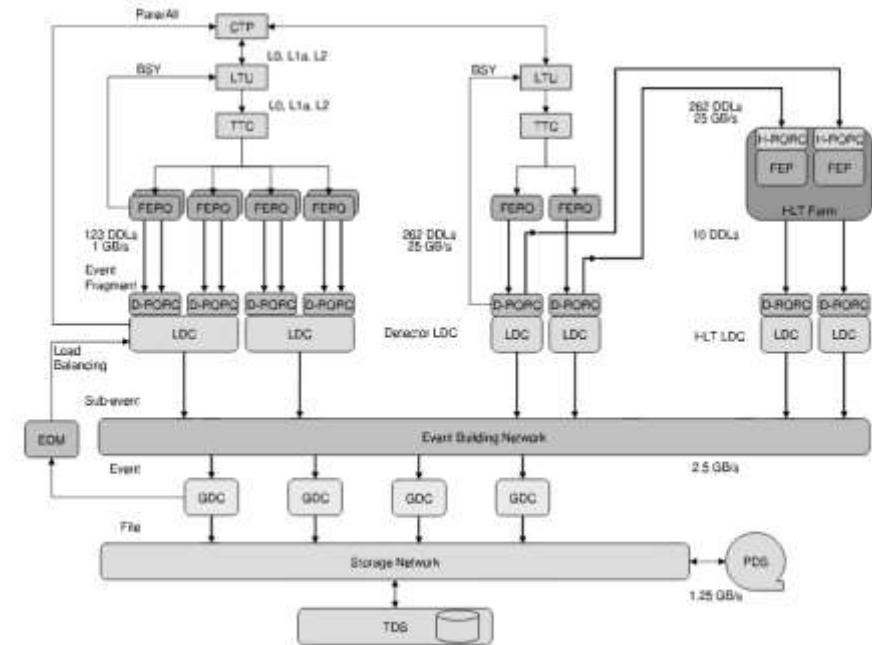 Rare/All
CTP
L0, L1a, L2
BSY
LTU
BSY
LTU
L0, L1a, L2
TTC
TTC
262 DDLs
25 GB/s
H-RORC
H-RORC
FEP
FEP
HLT Farm
FERO
FERO
FERO
FERO
FERO
FERO
123 DDLs
1 GB/s
262 DDLs
25 GB/s
10 DDLs
Event
Fragment
D-RORC
D-RORC
D-RORC
D-RORC
D-RORC
D-RORC
D-RORC
D-RORC
LDC
LDC
Detector LDC
LDC
LDC
HLT LDC
LDC
LDC
Load
Balancing
Sub-event
EDM
Event Building Network
Event
2.5 GB/s
GDC
GDC
GDC
GDC
File
Storage Network
PDS
1.25 GB/s
TDS